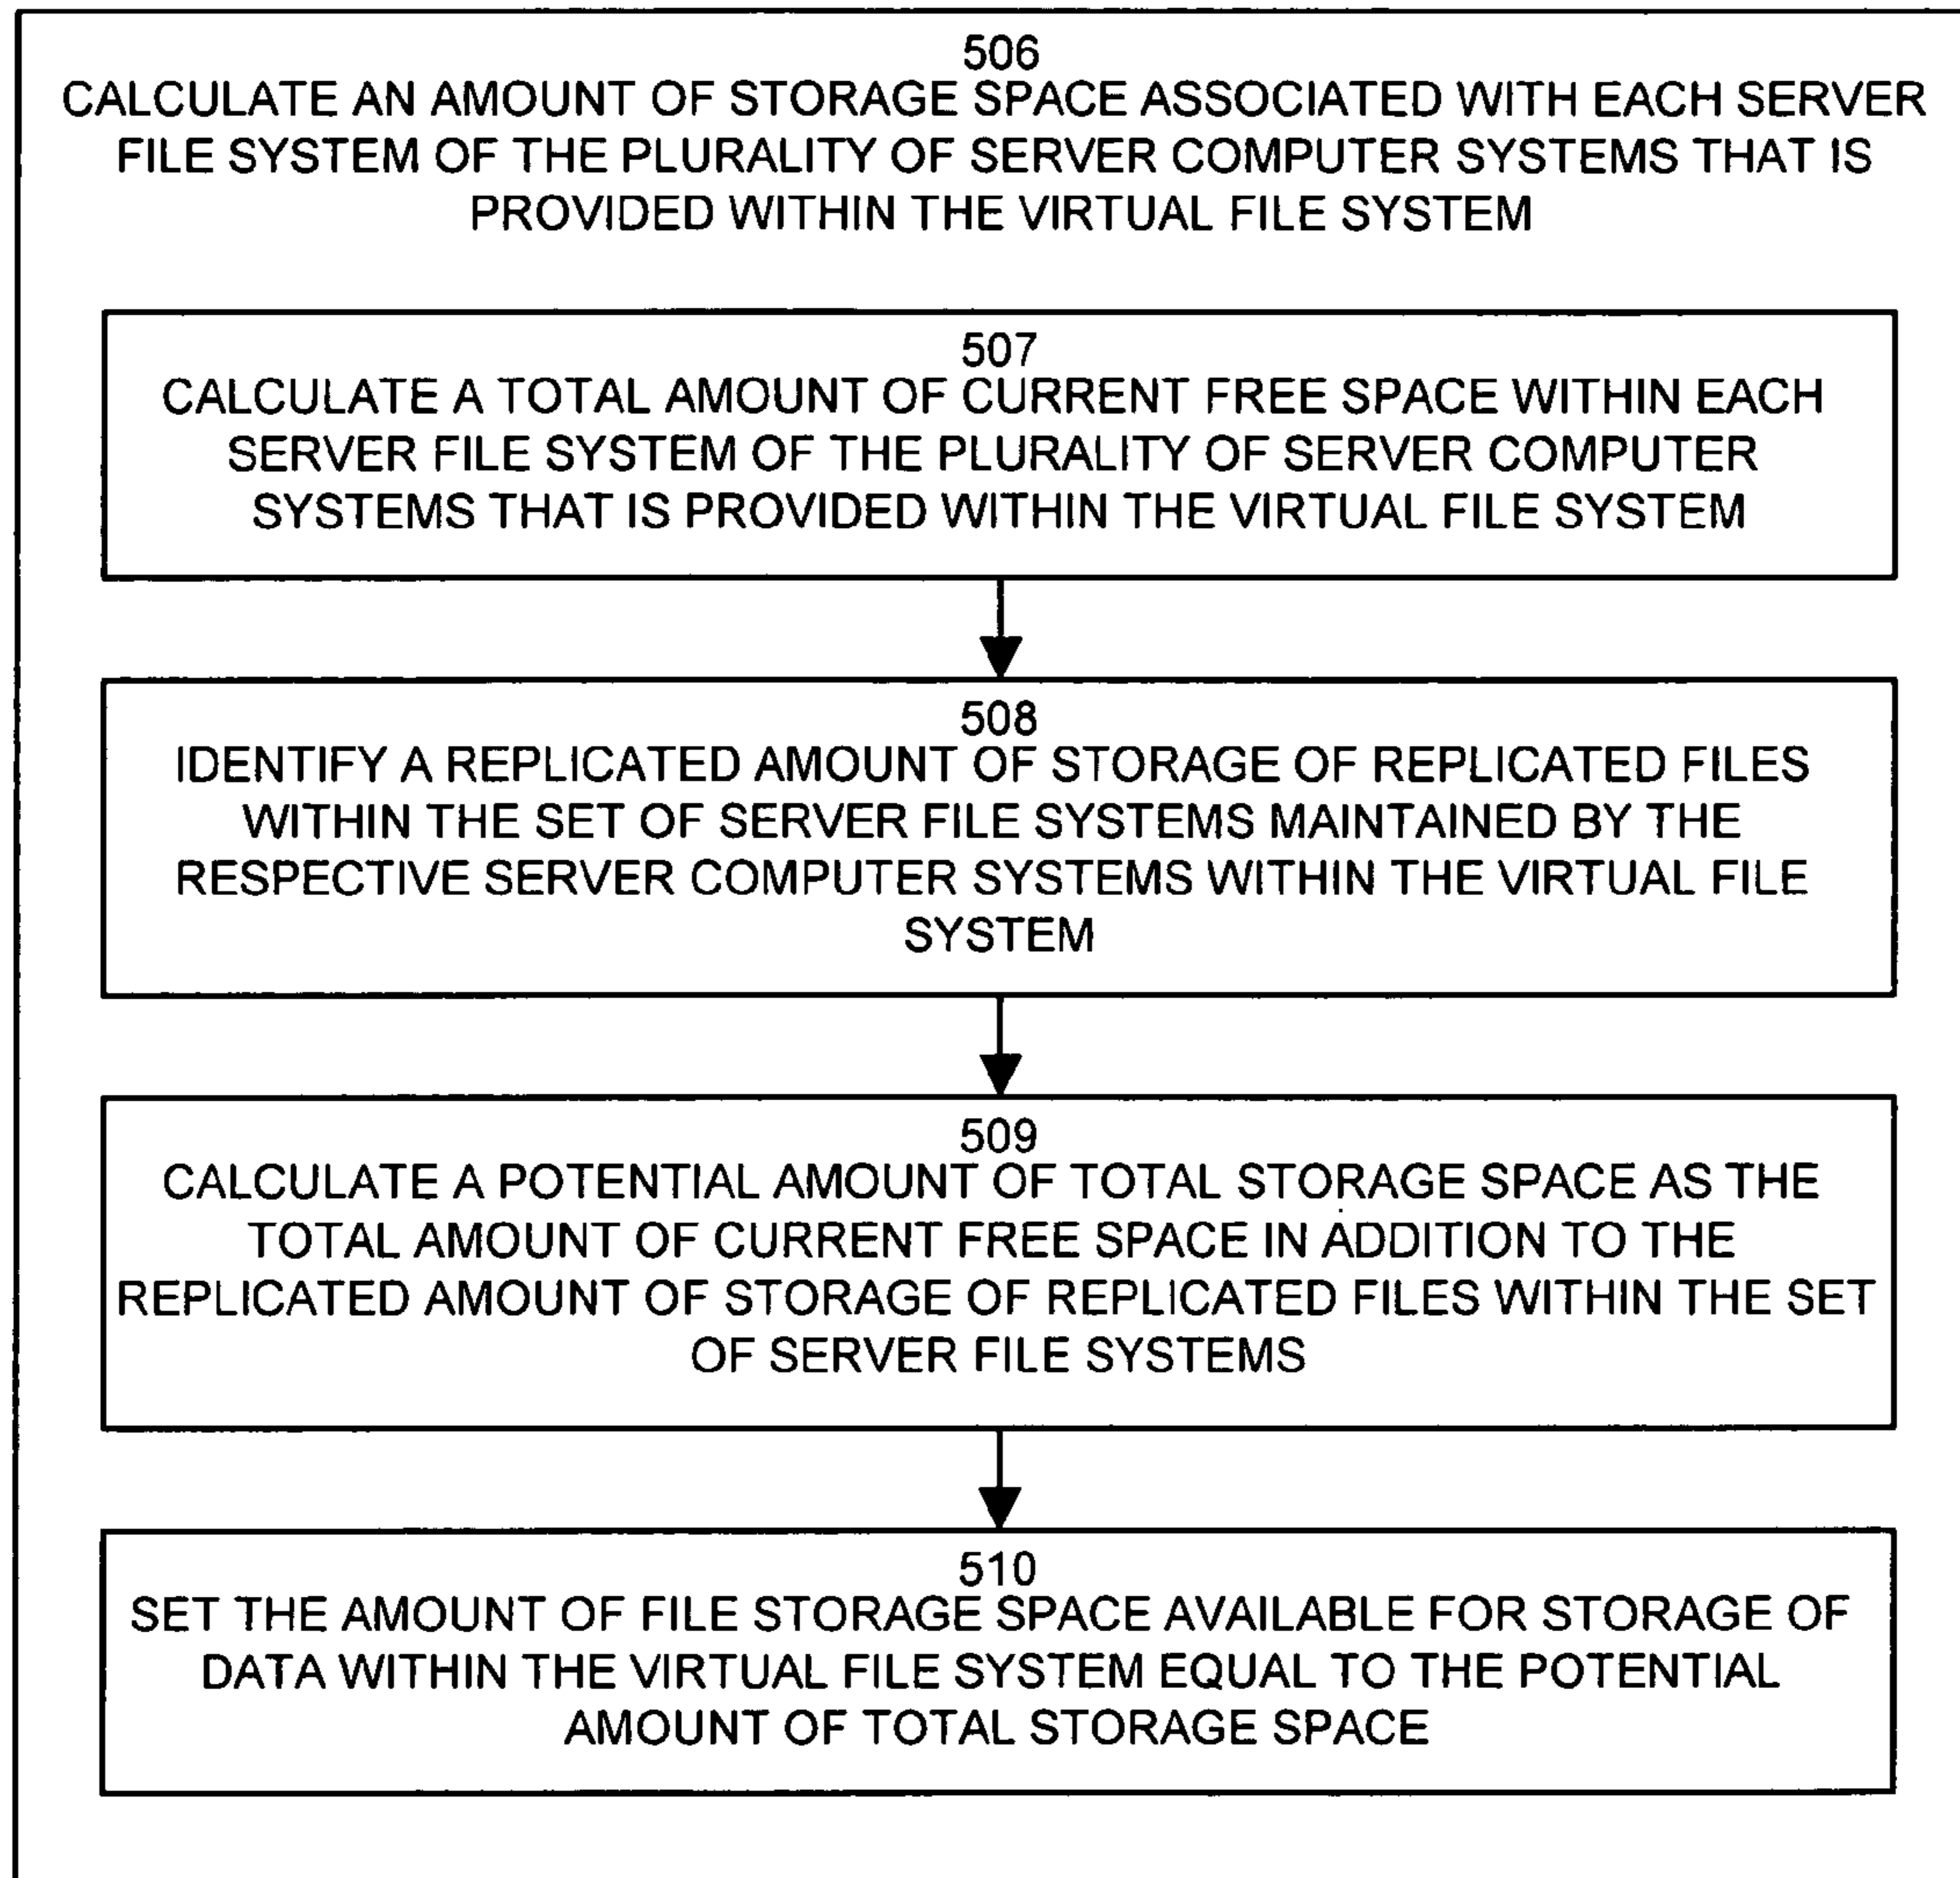 506
CALCULATE AN AMOUNT OF STORAGE SPACE ASSOCIATED WITH EACH SERVER
FILE SYSTEM OF THE PLURALITY OF SERVER COMPUTER SYSTEMS THAT IS
PROVIDED WITHIN THE VIRTUAL FILE SYSTEM
507
CALCULATE A TOTAL AMOUNT OF CURRENT FREE SPACE WITHIN EACH
SERVER FILE SYSTEM OF THE PLURALITY OF SERVER COMPUTER
SYSTEMS THAT IS PROVIDED WITHIN THE VIRTUAL FILE SYSTEM
508
IDENTIFY A REPLICATED AMOUNT OF STORAGE OF REPLICATED FILES
WITHIN THE SET OF SERVER FILE SYSTEMS MAINTAINED BY THE
RESPECTIVE SERVER COMPUTER SYSTEMS WITHIN THE VIRTUAL FILE
SYSTEM
509
CALCULATE A POTENTIAL AMOUNT OF TOTAL STORAGE SPACE AS THE
TOTAL AMOUNT OF CURRENT FREE SPACE IN ADDITION TO THE
REPLICATED AMOUNT OF STORAGE OF REPLICATED FILES WITHIN THE SET
OF SERVER FILE SYSTEMS
510
SET THE AMOUNT OF FILE STORAGE SPACE AVAILABLE FOR STORAGE OF
DATA WITHIN THE VIRTUAL FILE SYSTEM EQUAL TO THE POTENTIAL
AMOUNT OF TOTAL STORAGE SPACE